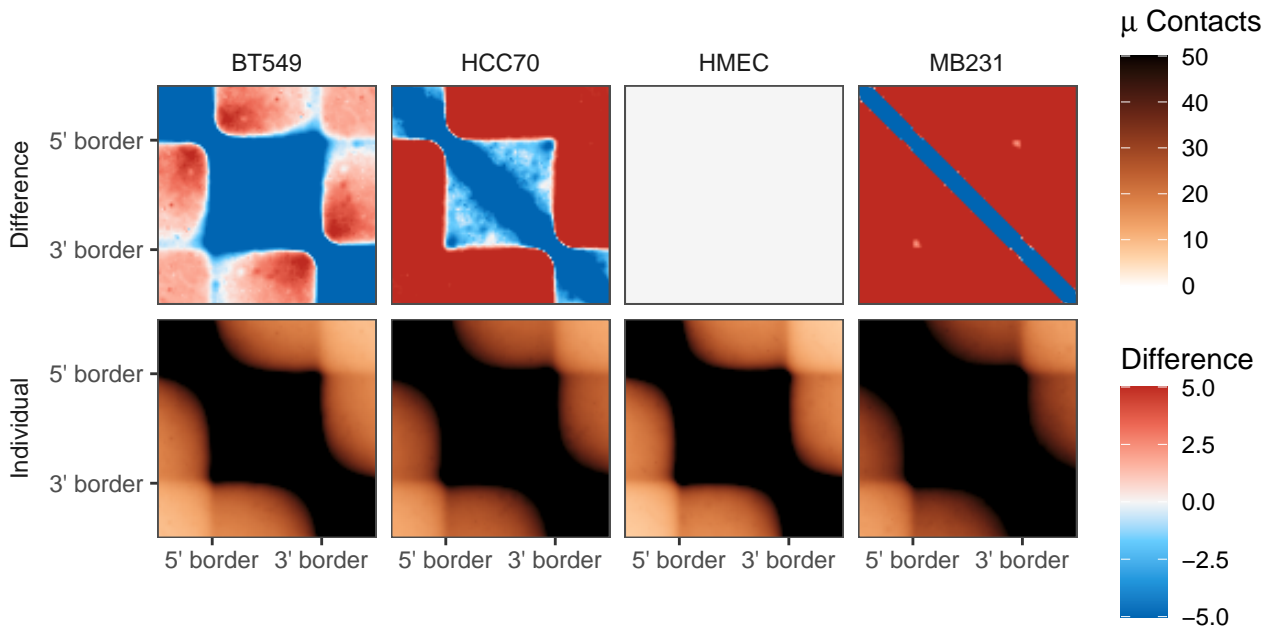 BT549 HCC70 HMEC MB231
Difference
5' border
3' border
Individual
5' border
3' border
5' border 3' border 5' border 3' border 5' border 3' border 5' border 3' border
μ Contacts
50
40
30
20
10
0
Difference
5.0
2.5
0.0
−2.5
−5.0